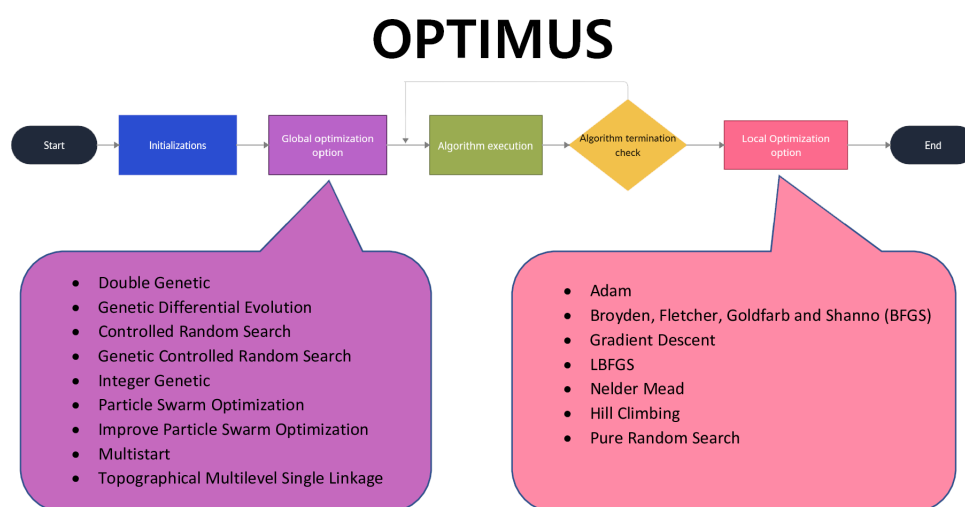 OPTIMUS
Start
Initializations
Global optimization
option
Algorithm execution
Algorithm termination
check
Local Optimization
option
End
• Double Genetic
• Genetic Differential Evolution
• Controlled Random Search
• Genetic Controlled Random Search
• Integer Genetic
• Particle Swarm Optimization
• Improve Particle Swarm Optimization
• Multistart
• Topographical Multilevel Single Linkage
• Adam
• Broyden, Fletcher, Goldfarb and Shanno (BFGS)
• Gradient Descent
• LBFGS
• Nelder Mead
• Hill Climbing
• Pure Random Search